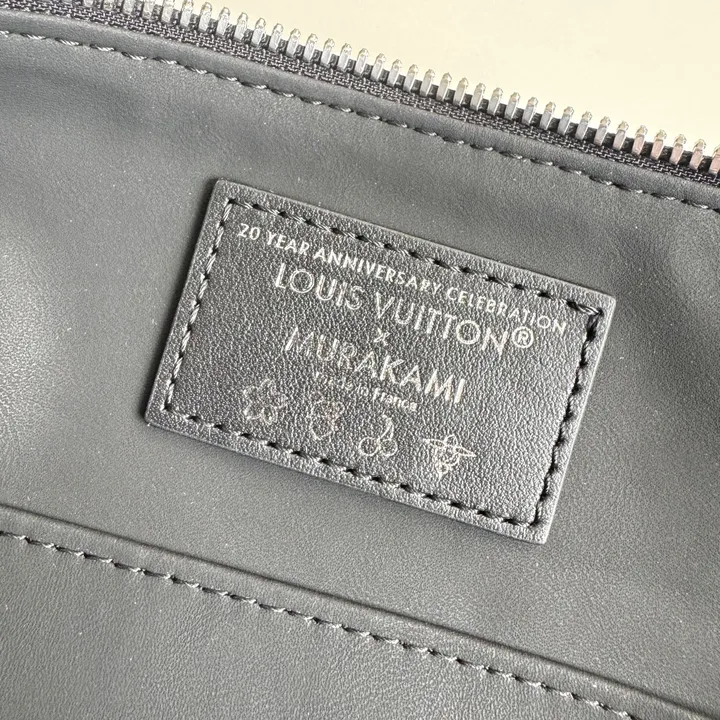 20 YEAR ANNIVERSARY CELEBRATION
LOUIS VUITTON®
x
MURAKAMI
Made in France